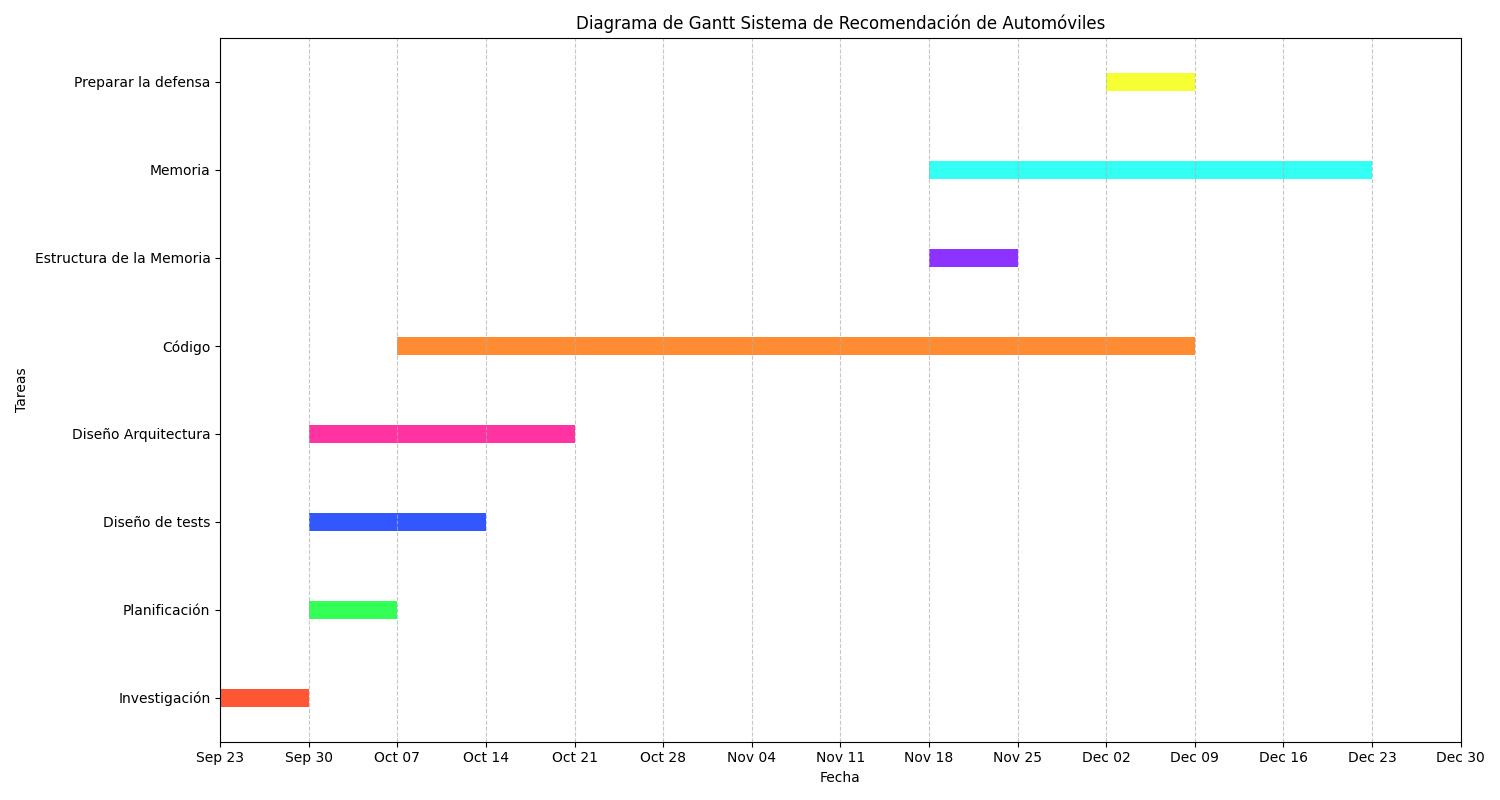 Diagrama de Gantt Sistema de Recomendación de Automóviles
Tareas
Preparar la defensa
Memoria
Estructura de la Memoria
Código
Diseño Arquitectura
Diseño de tests
Planificación
Investigación
Sep 23 Sep 30 Oct 07 Oct 14 Oct 21 Oct 28 Nov 04 Nov 11 Nov 18 Nov 25 Dec 02 Dec 09 Dec 16 Dec 23 Dec 30
Fecha